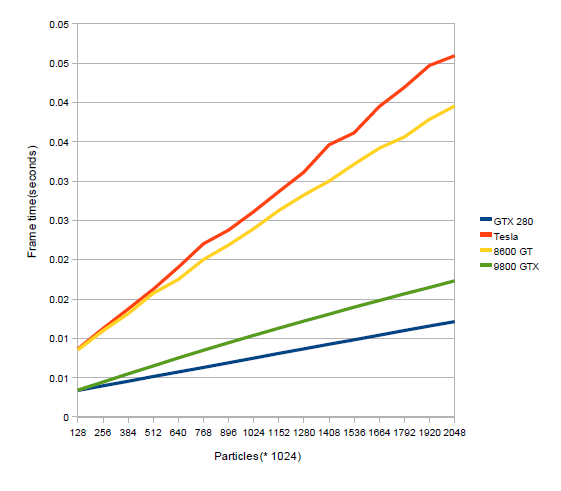 0.05
0.05
0.04
0.04
0.03
0.03
0.02
0.02
0.01
0.01
0
Frame time(seconds)
128 256 384 512 640 768 896 1024 1152 1280 1408 1536 1664 1792 1920 2048
Particles(* 1024)
GTX 280
Tesla
8600 GT
9800 GTX